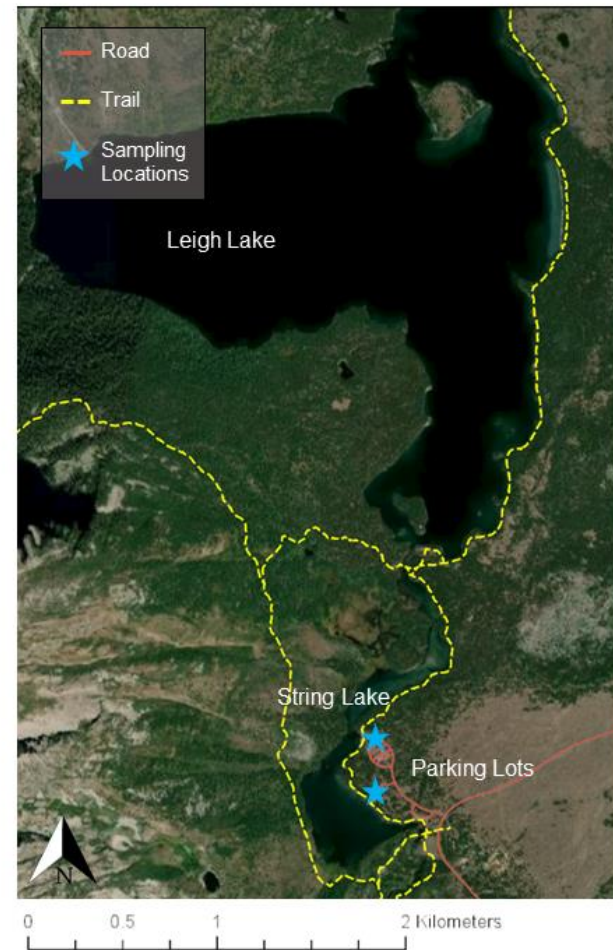 Road
Trail
Sampling
Locations
Leigh Lake
String Lake
Parking Lots
N
0 0.5 1 2 Kilometers